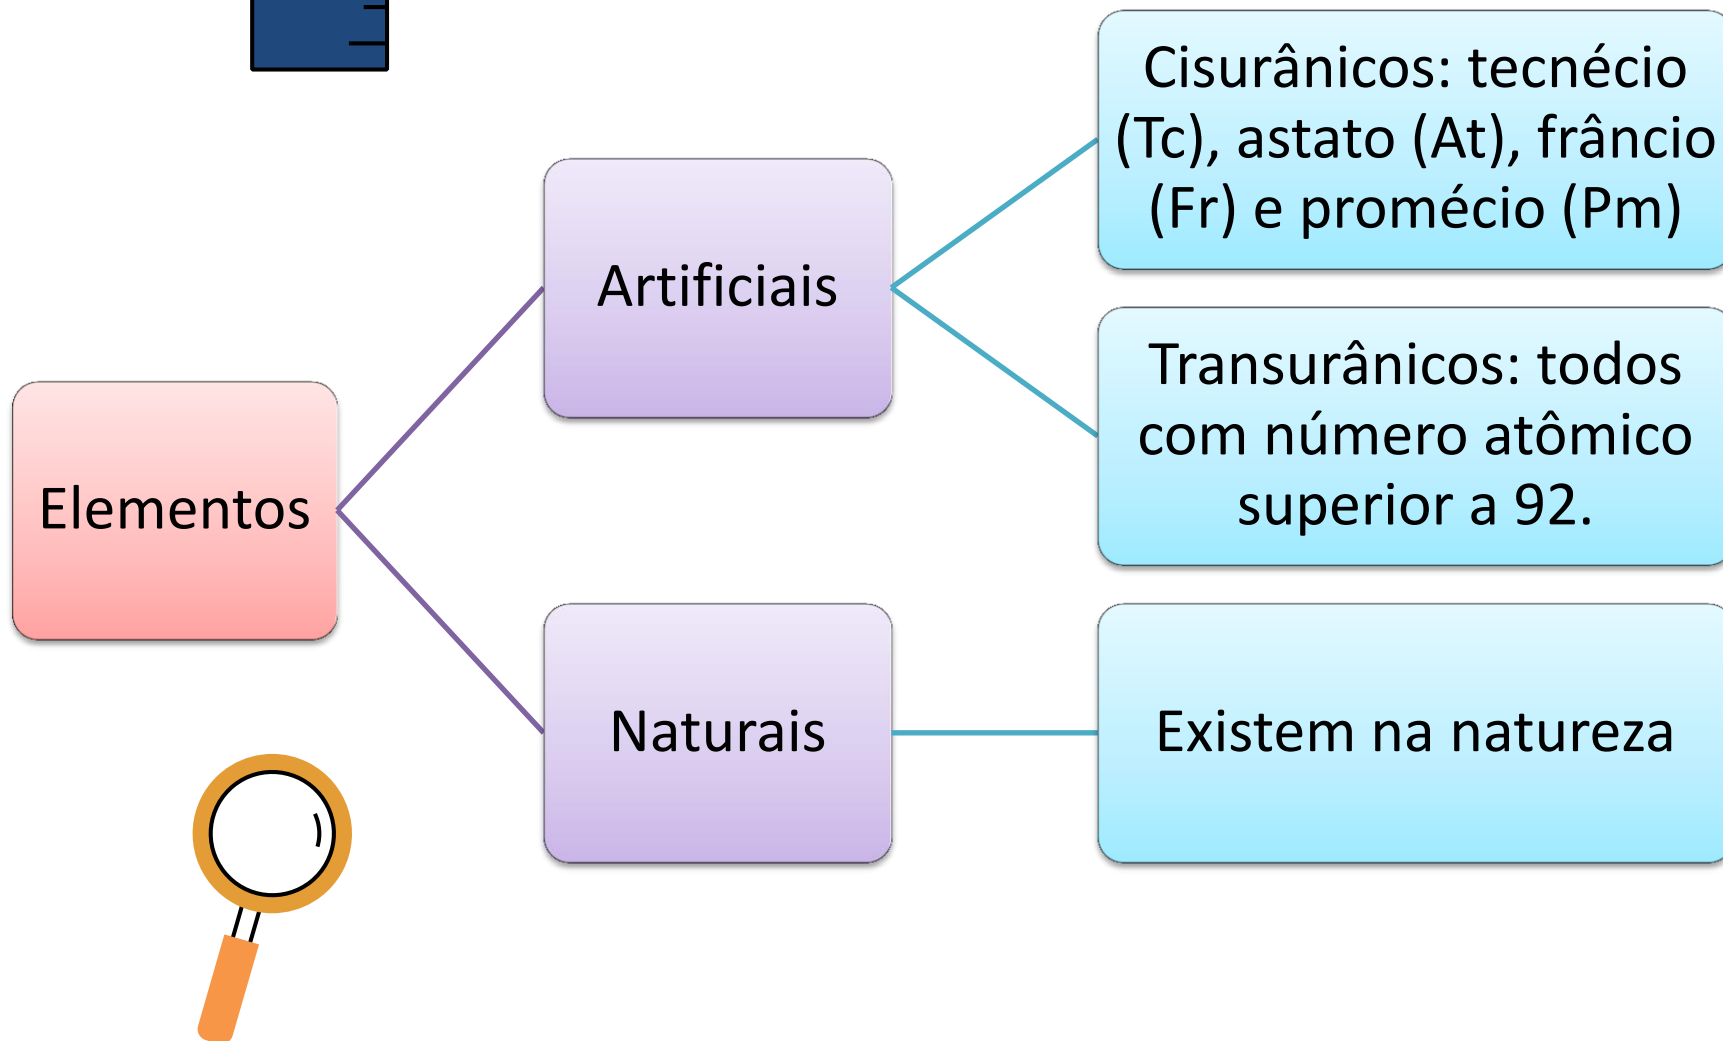 Elementos
Artificiais
Cisurânicos: tecnécio
(Tc), astato (At), frâncio
(Fr) e promécio (Pm)
Transurânicos: todos
com número atômico
superior a 92.
Naturais
Existem na natureza